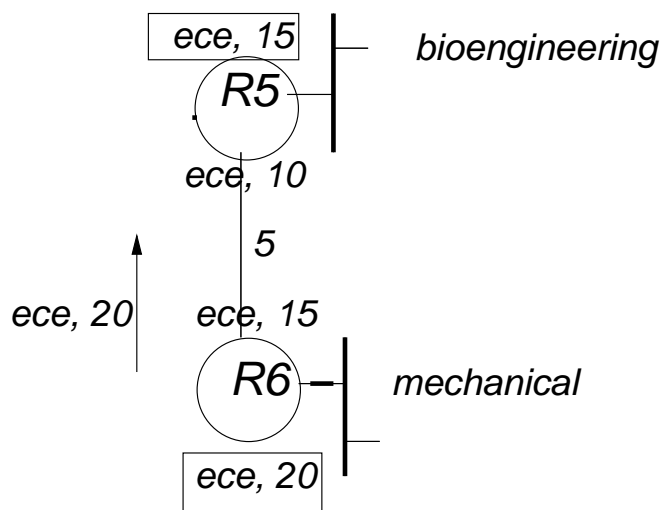 ece, 15
bioengineering
R5
ece, 10
5
ece, 20
ece, 15
R6
mechanical
ece, 20